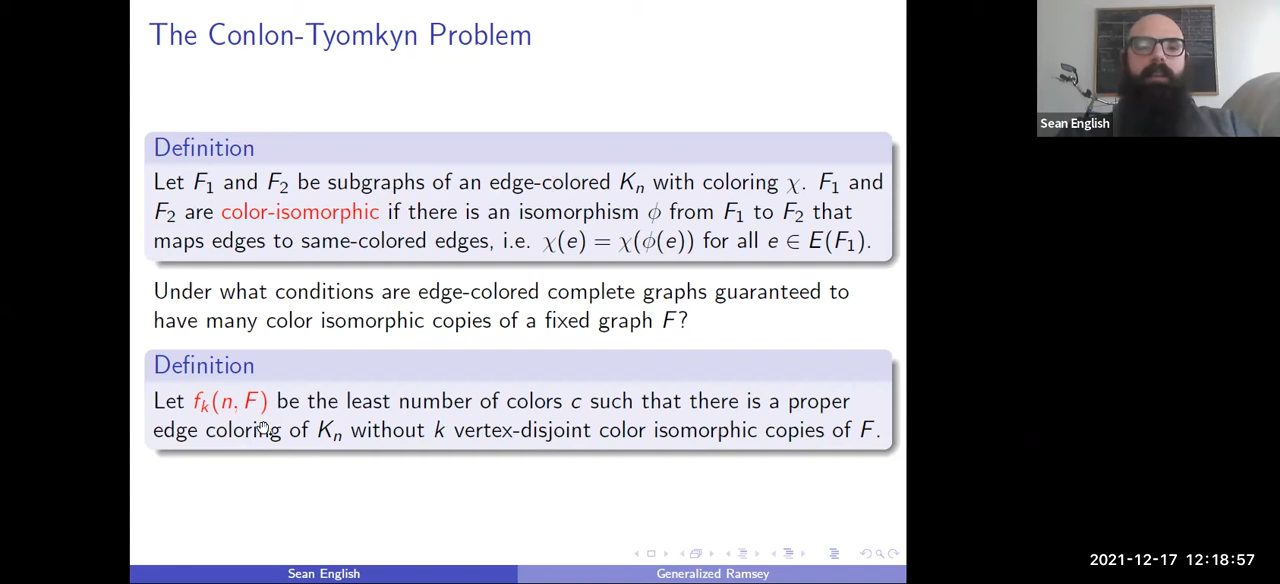 The Conlon-Tyomkyn Problem
Definition
Let F₁ and F₂ be subgraphs of an edge-colored Kₙ with coloring χ. F₁ and
F₂ are color-isomorphic if there is an isomorphism ϕ from F₁ to F₂ that
maps edges to same-colored edges, i.e. χ(e) = χ(ϕ(e)) for all e ∈ E(F₁).
Under what conditions are edge-colored complete graphs guaranteed to
have many color isomorphic copies of a fixed graph F?
Definition
Let fₖ(n, F) be the least number of colors c such that there is a proper
edge coloring of Kₙ without k vertex-disjoint color isomorphic copies of F.
Sean English
Generalized Ramsey
Sean English
2021-12-17 12:18:57